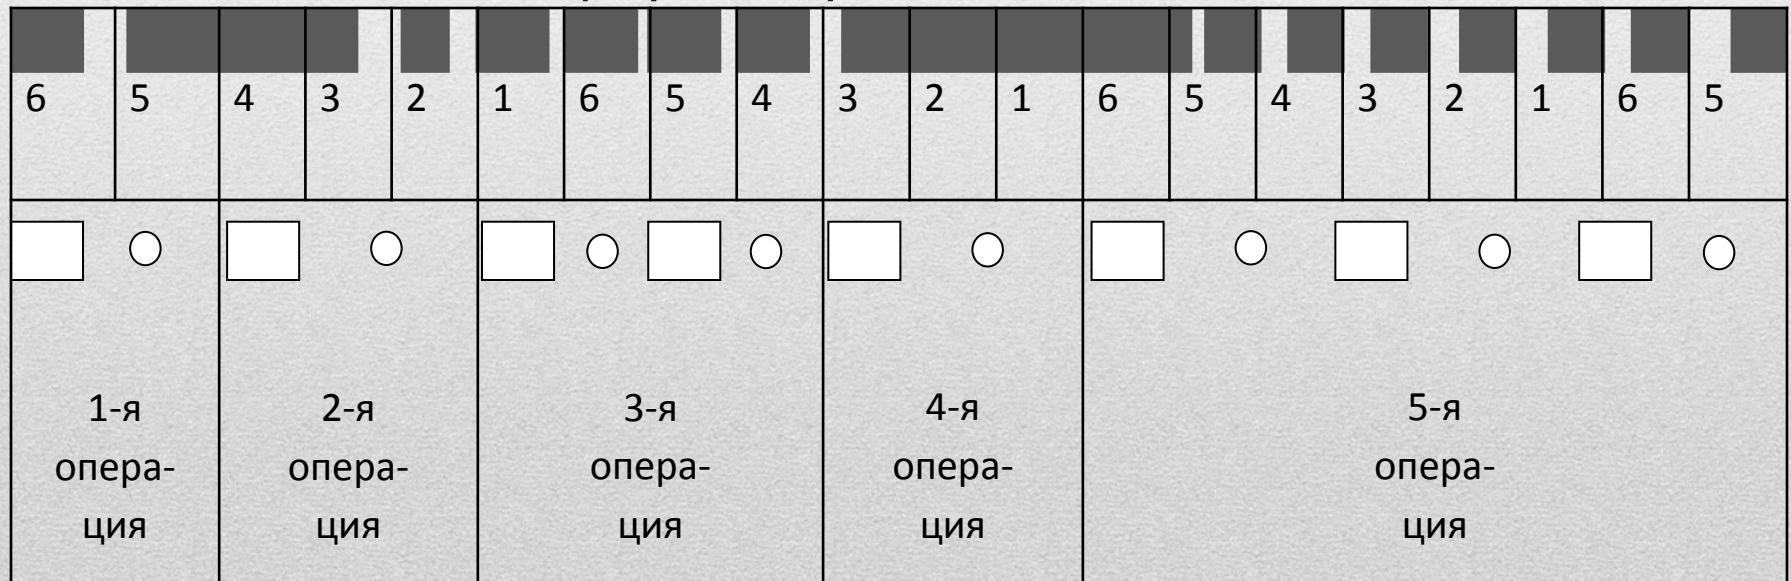 6 5 4 3 2 1 6 5 4 3 2 1 6 5 4 3 2 1 6 5
1-я
опера-
ция
2-я
опера-
ция
3-я
опера-
ция
4-я
опера-
ция
5-я
опера-
ция